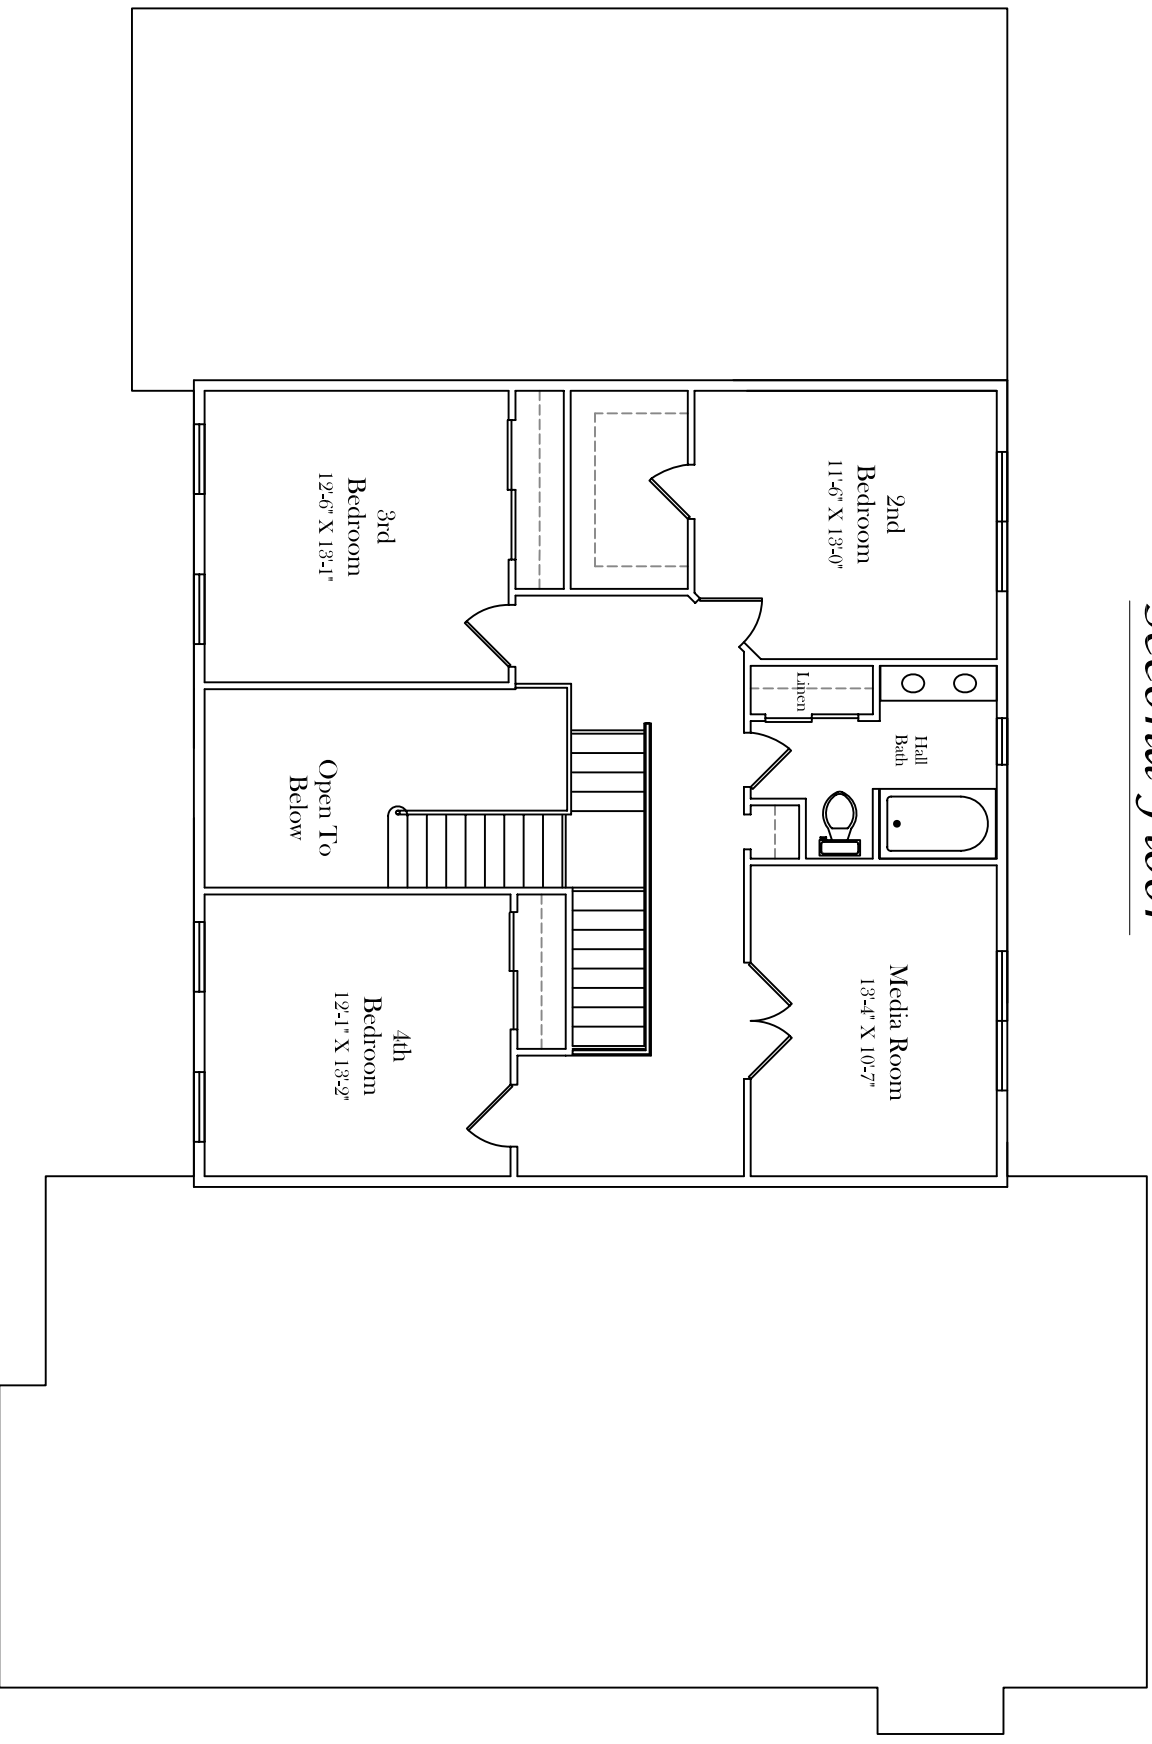 Second Floor
2nd
Bedroom
11'-6" X 13'-0"
Hall
Bath
Linen
Media Room
13'-4" X 10'-7"
3rd
Bedroom
12'-6" X 13'-1"
Open To
Below
4th
Bedroom
12'-1" X 13'-2"